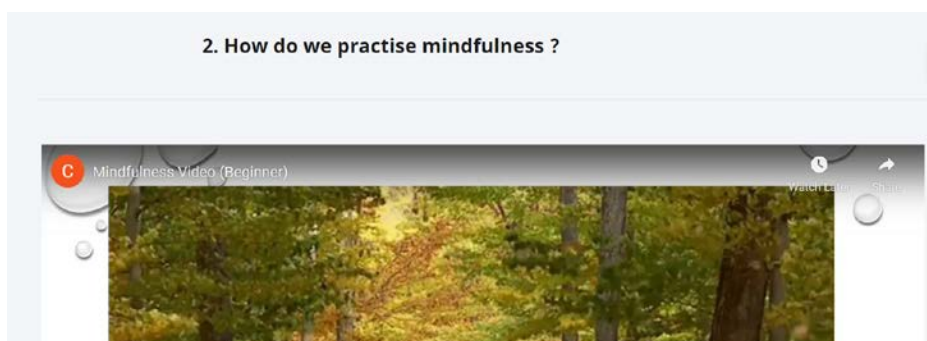 2. How do we practise mindfulness ?
C Mindfulness Video (Beginner)
Watch Later Share